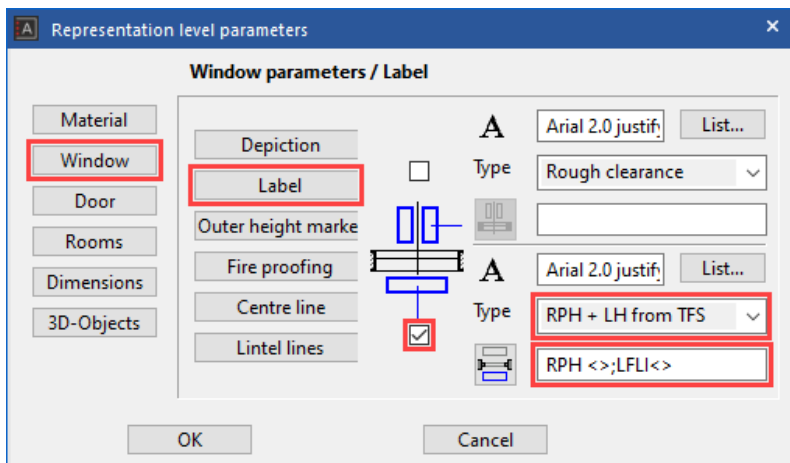 Representation level parameters
Window parameters / Label
Material
Window
Door
Rooms
Dimensions
3D-Objects
Depiction
Label
Outer height marke
Fire proofing
Centre line
Lintel lines
A Arial 2.0 justify List...
Type Rough clearance
A Arial 2.0 justify List...
Type RPH + LH from TFS
RPH <>;LFLI<>
OK Cancel